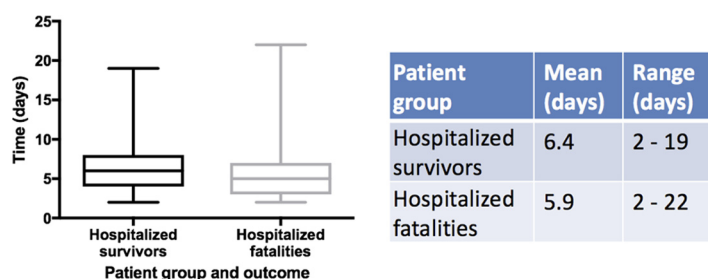 25
20
15
10
5
0
Time (days)
Hospitalized
survivors
Hospitalized
fatalities
Patient group and outcome
Patient group Mean (days) Range (days)
Hospitalized survivors 6.4 2 - 19
Hospitalized fatalities 5.9 2 - 22